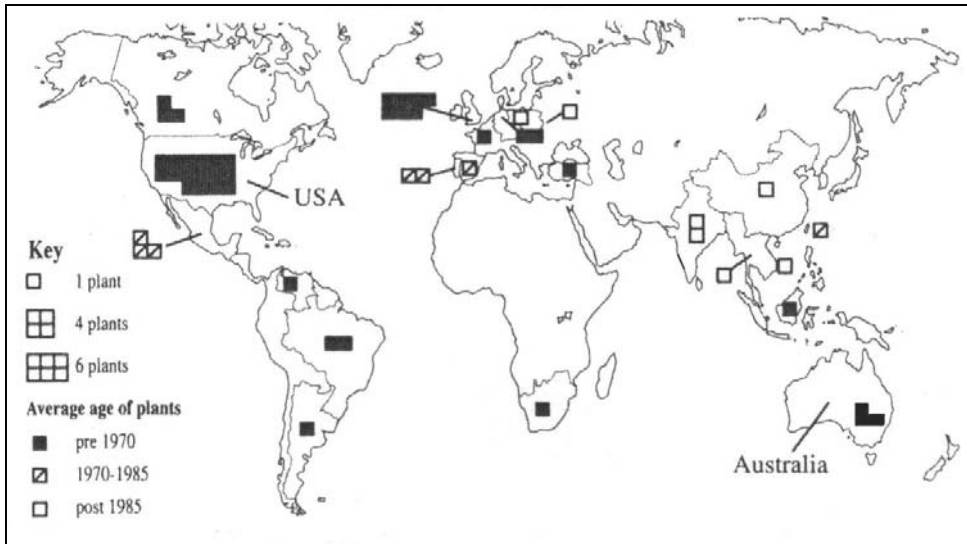 USA
Key
1 plant
4 plants
6 plants
Average age of plants
pre 1970
1970-1985
post 1985
Australia